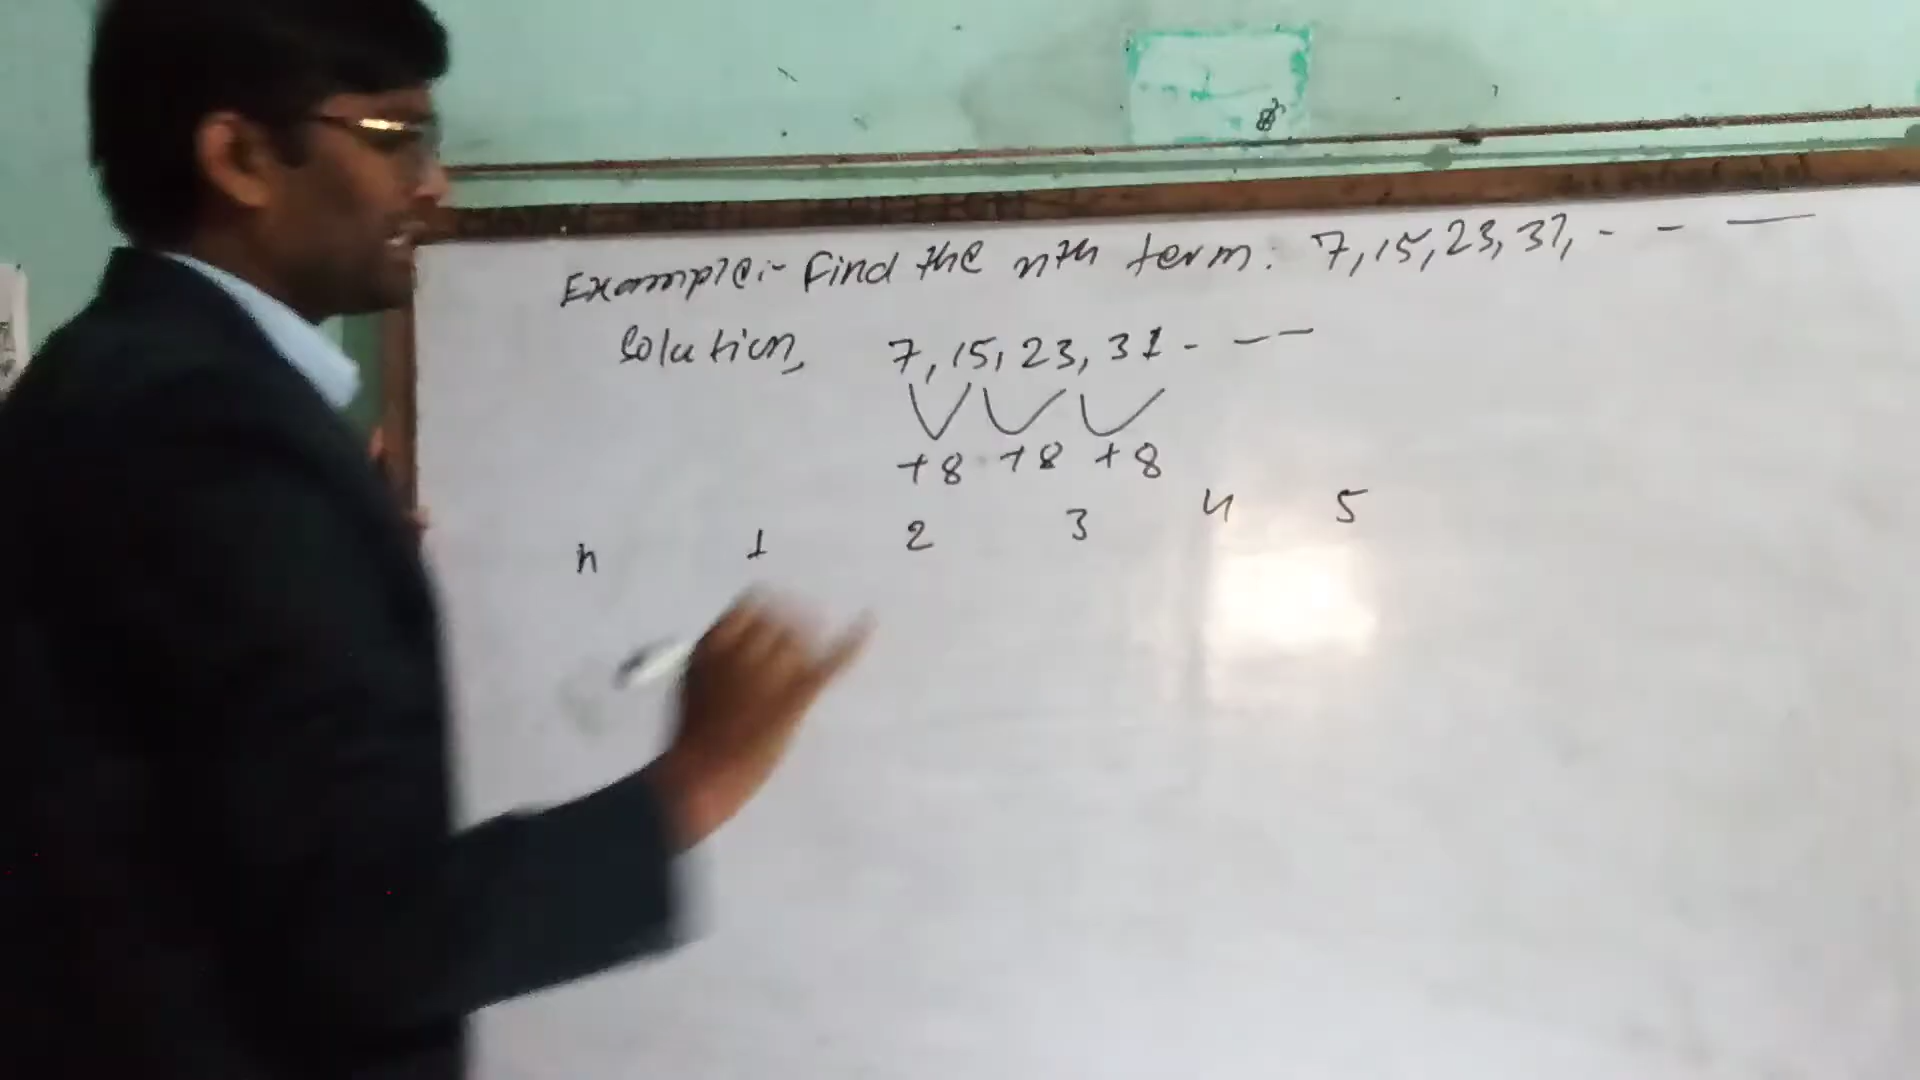 Example:- Find the nth term: 7, 15, 23, 31, - - —
Solution, 7, 15, 23, 31 - — —
+8 +8 +8
n 1 2 3 4 5